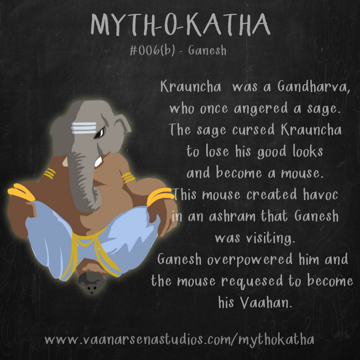 MYTH-O-KATHA
#006(b) - Ganesh
Krauncha was a Gandharva,
who once angered a sage.
The sage cursed Krauncha
to lose his good looks
and become a mouse.
This mouse created havoc
in an ashram that Ganesh
was visiting.
Ganesh overpowered him and
the mouse requesed to become
his Vaahan.
www.vaanarsenastudios.com/mythokatha